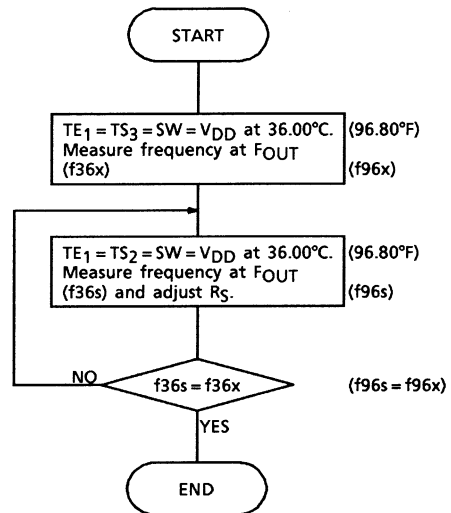 START
TE1 = TS3 = SW = VDD at 36.00°C. (96.80°F)
Measure frequency at FOUT
(f36x) (f96x)
TE1 = TS2 = SW = VDD at 36.00°C. (96.80°F)
Measure frequency at FOUT
(f36s) and adjust RS. (f96s)
NO f36s = f36x (f96s = f96x)
YES
END